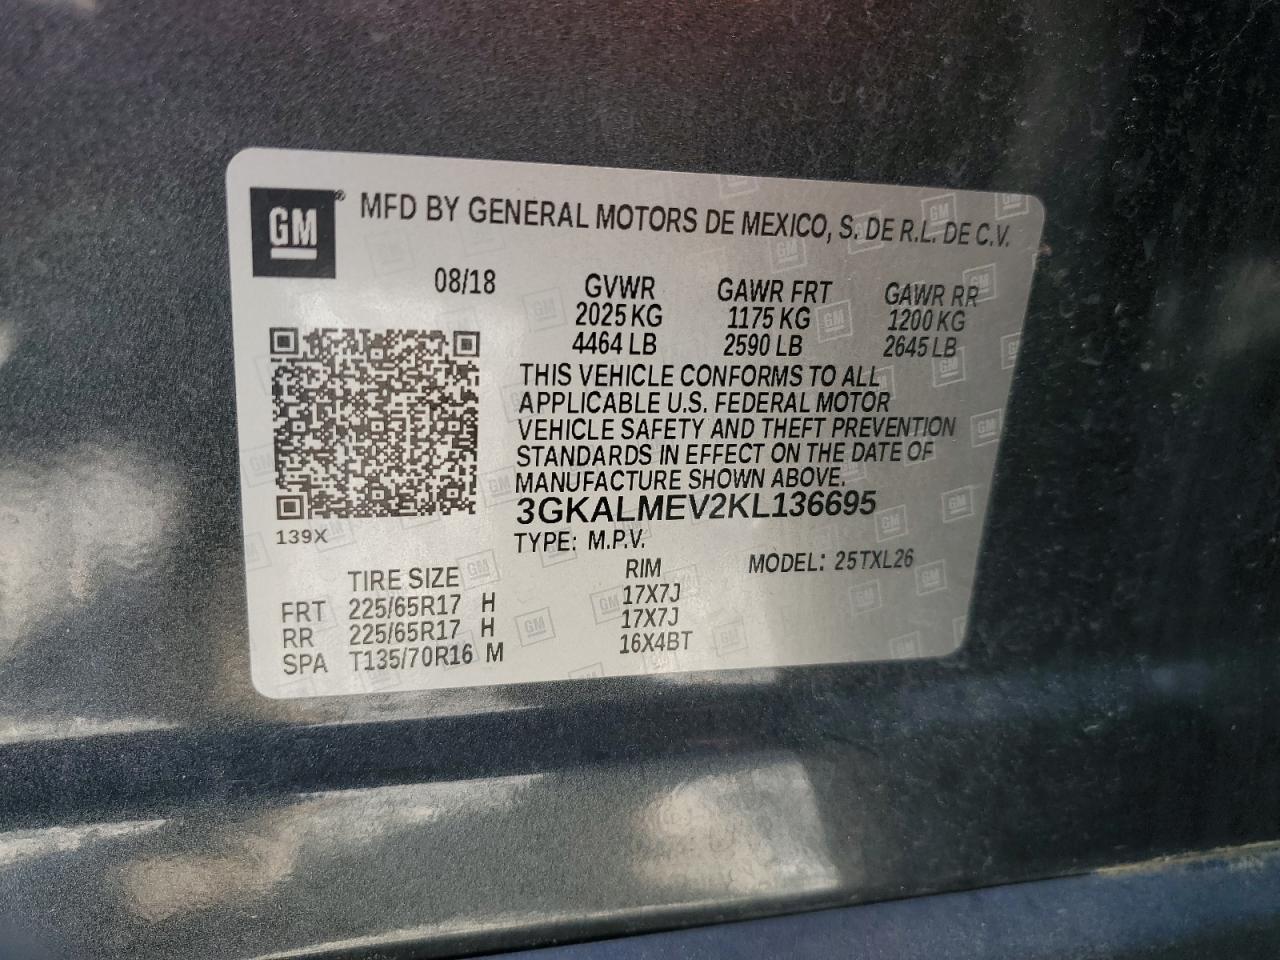 GM ® MFD BY GENERAL MOTORS DE MEXICO, S. DE R.L. DE C.V.
08/18 GVWR GAWR FRT GAWR RR
2025 KG 1175 KG 1200 KG
4464 LB 2590 LB 2645 LB
THIS VEHICLE CONFORMS TO ALL
APPLICABLE U.S. FEDERAL MOTOR
VEHICLE SAFETY AND THEFT PREVENTION
STANDARDS IN EFFECT ON THE DATE OF
MANUFACTURE SHOWN ABOVE.
3GKALMEV2KL136695
139X
TYPE: M.P.V. MODEL: 25TXL26
TIRE SIZE RIM
FRT 225/65R17 H 17X7J
RR 225/65R17 H 17X7J
SPA T135/70R16 M 16X4BT